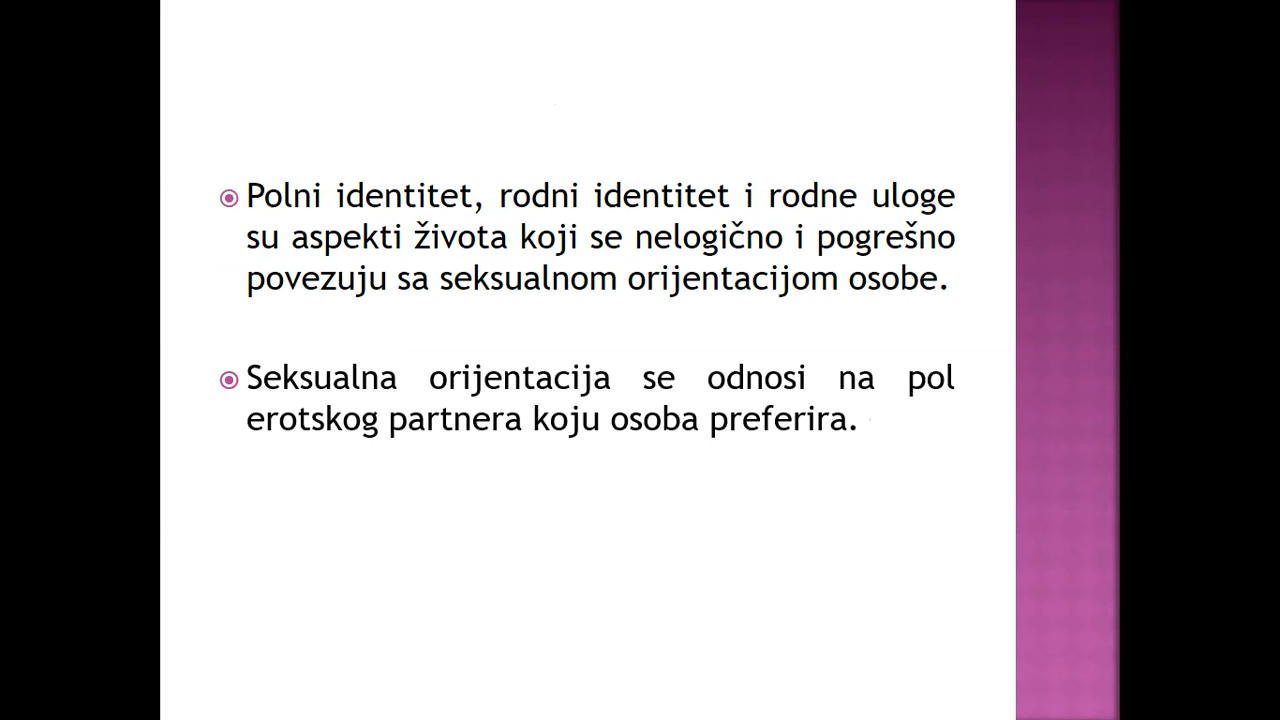 Polni identitet, rodni identitet i rodne uloge
su aspekti života koji se nelogično i pogrešno
povezuju sa seksualnom orijentacijom osobe.
Seksualna orijentacija se odnosi na pol
erotskog partnera koju osoba preferira.